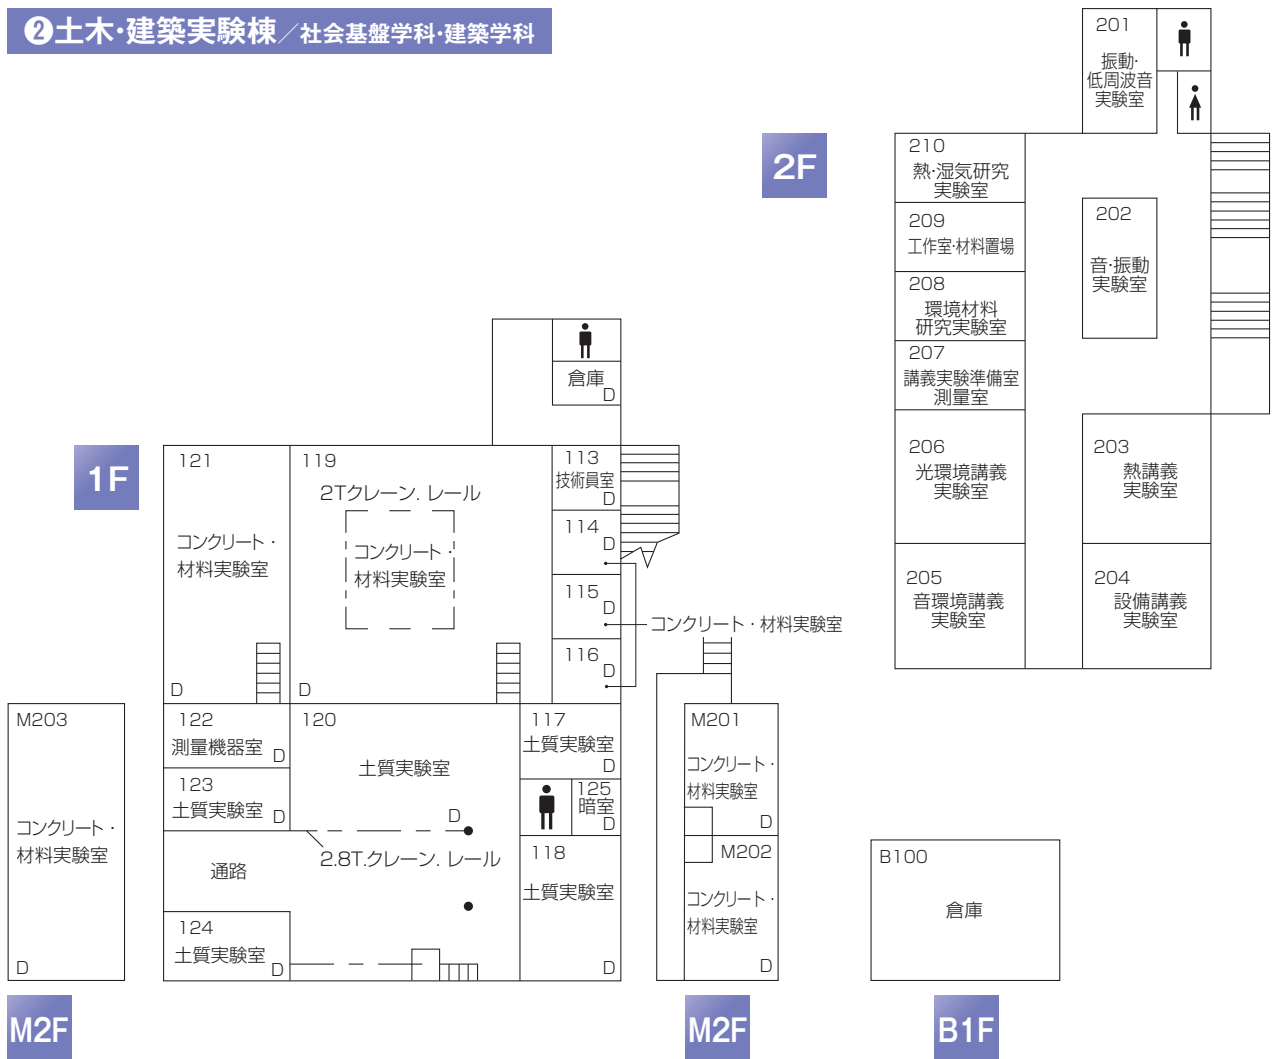 ❷土木・建築実験棟／社会基盤学科・建築学科
2F
201
振動・
低周波音
実験室
210
熱・湿気研究
実験室
209
工作室・材料置場
208
環境材料
研究実験室
207
講義実験準備室
測量室
206
光環境講義
実験室
205
音環境講義
実験室
202
音・振動
実験室
203
熱講義
実験室
204
設備講義
実験室
1F
倉庫
D
121
コンクリート・
材料実験室
D
119
2Tクレーン. レール
コンクリート・
材料実験室
D
113
技術員室
D
114
D
115
D
116
D
コンクリート・材料実験室
122
測量機器室
D
123
土質実験室
D
120
土質実験室
D
2.8T.クレーン. レール
通路
124
土質実験室
D
117
土質実験室
D
125
暗室
D
118
土質実験室
D
M203
コンクリート・
材料実験室
D
M2F
M201
コンクリート・
材料実験室
D
M202
コンクリート・
材料実験室
D
M2F
B100
倉庫
B1F